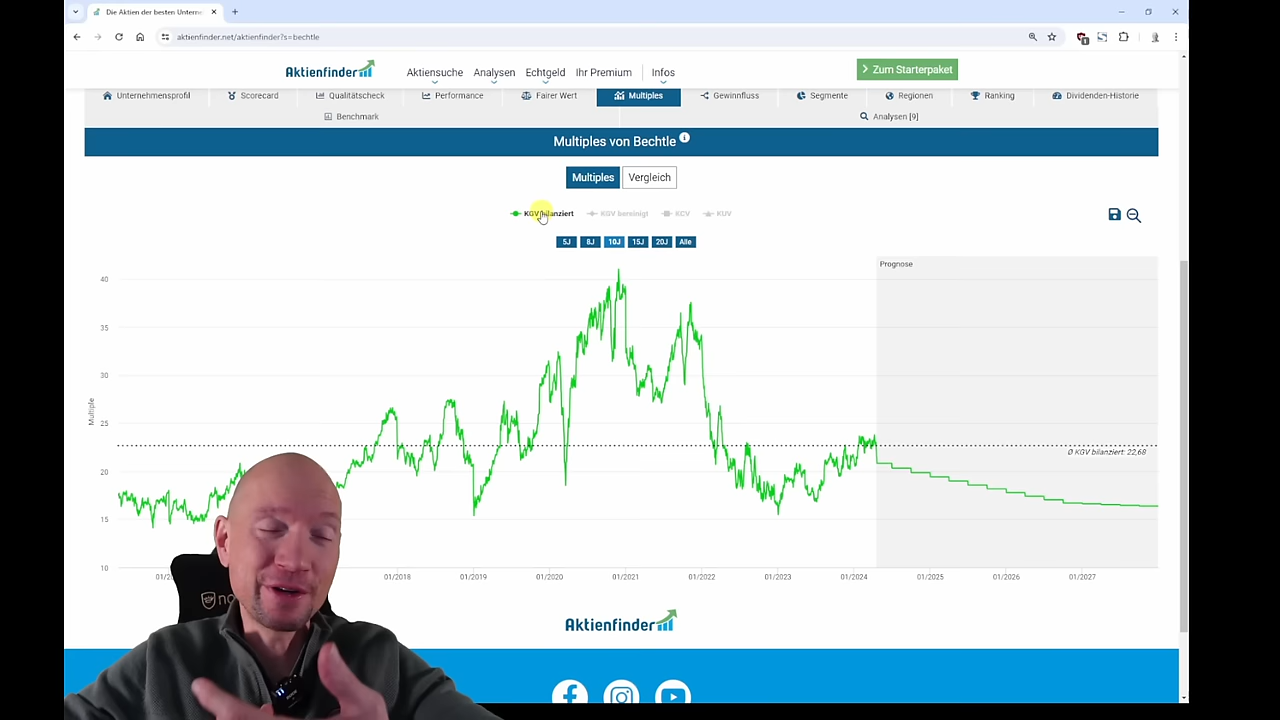 Die Aktien der besten Unterne
aktienfinder.net/aktienfinder?s=bechtle
Aktienfinder
Aktiensuche Analysen Echtgeld Ihr Premium Infos
Zum Starterpaket
Unternehmensprofil Scorecard Qualitätscheck Performance Fairer Wert Multiples Gewinnfluss Segmente Regionen Ranking Dividenden-Historie
Benchmark Analysen [9]
Multiples von Bechtle
Multiples Vergleich
KGV bilanziert KGV bereinigt KCV KUV
5J 8J 10J 15J 20J Alle
Prognose
40
35
30
25
20
15
10
Multiple
Ø KGV bilanziert: 22,68
01/2018 01/2019 01/2020 01/2021 01/2022 01/2023 01/2024 01/2025 01/2026 01/2027
Aktienfinder